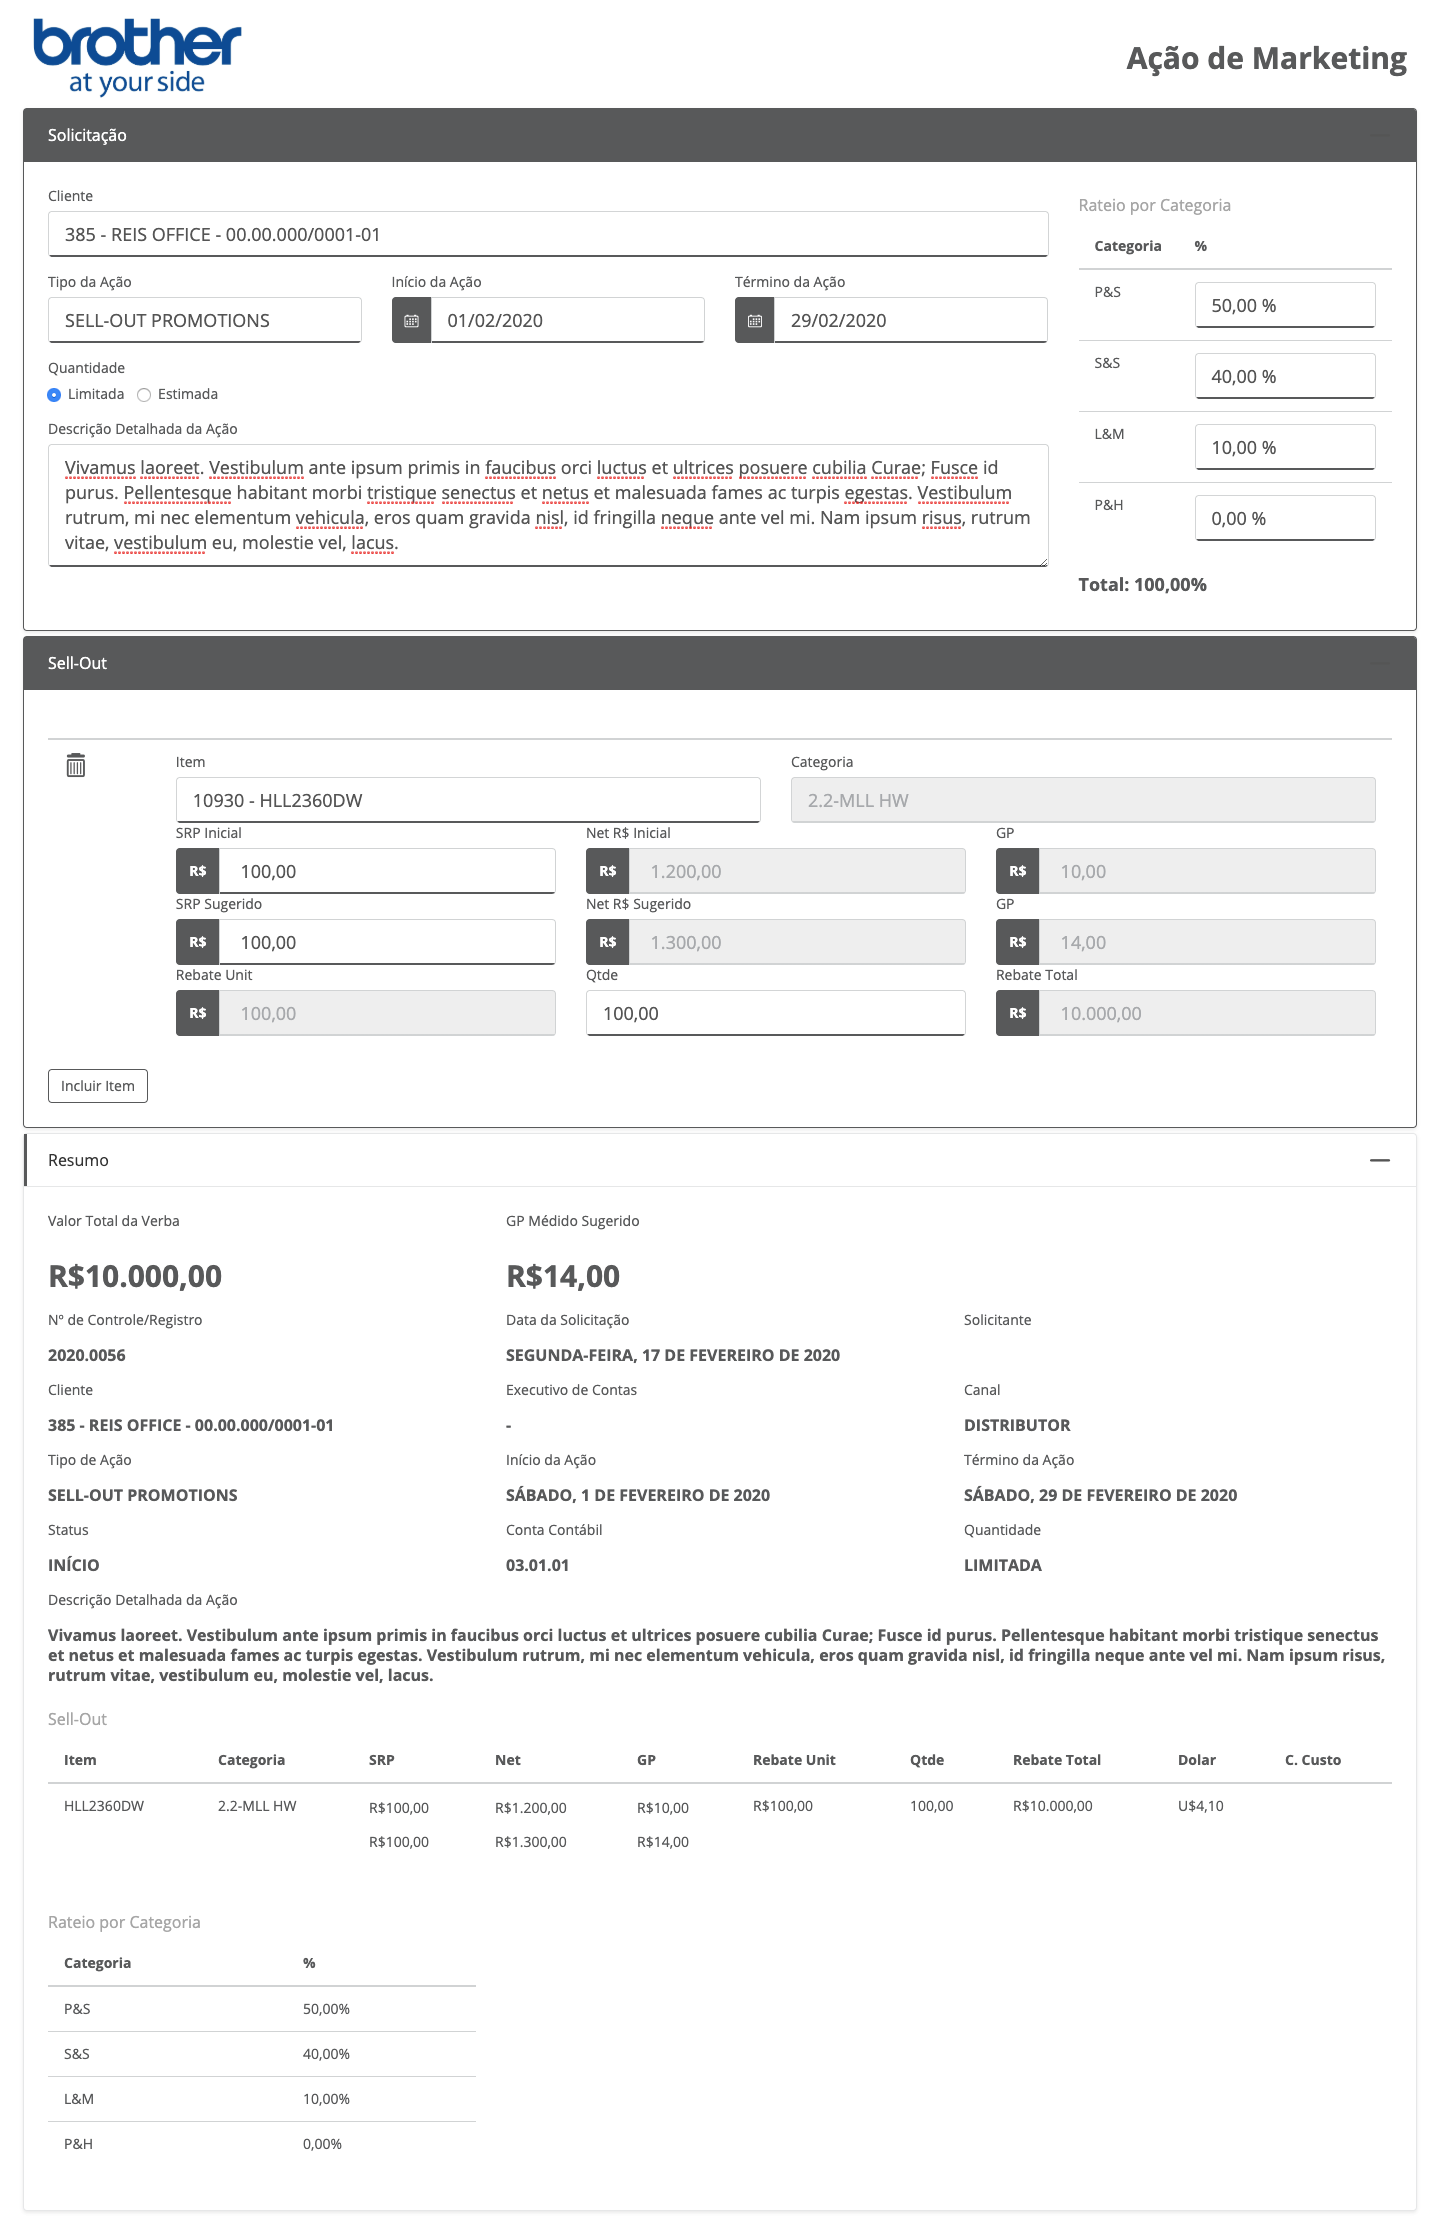 brother
at your side
Ação de Marketing
Solicitação
Cliente
385 - REIS OFFICE - 00.00.000/0001-01
Tipo da Ação
Início da Ação
Término da Ação
SELL-OUT PROMOTIONS
01/02/2020
29/02/2020
Quantidade
Limitada
Estimada
Descrição Detalhada da Ação
Vivamus laoreet. Vestibulum ante ipsum primis in faucibus orci luctus et ultrices posuere cubilia Curae; Fusce id
purus. Pellentesque habitant morbi tristique senectus et netus et malesuada fames ac turpis egestas. Vestibulum
rutrum, mi nec elementum vehicula, eros quam gravida nisl, id fringilla neque ante vel mi. Nam ipsum risus, rutrum
vitae, vestibulum eu, molestie vel, lacus.
Rateio por Categoria
Categoria %
P&S 50,00 %
S&S 40,00 %
L&M 10,00 %
P&H 0,00 %
Total: 100,00%
Sell-Out
Item Categoria
10930 - HLL2360DW 2.2-MLL HW
SRP Inicial Net R$ Inicial GP
R$ 100,00 R$ 1.200,00 R$ 10,00
SRP Sugerido Net R$ Sugerido GP
R$ 100,00 R$ 1.300,00 R$ 14,00
Rebate Unit Qtde Rebate Total
R$ 100,00 100,00 R$ 10.000,00
Incluir Item
Resumo
Valor Total da Verba GP Médido Sugerido
R$10.000,00 R$14,00
Nº de Controle/Registro Data da Solicitação Solicitante
2020.0056 SEGUNDA-FEIRA, 17 DE FEVEREIRO DE 2020
Cliente Executivo de Contas Canal
385 - REIS OFFICE - 00.00.000/0001-01 - DISTRIBUTOR
Tipo de Ação Início da Ação Término da Ação
SELL-OUT PROMOTIONS SÁBADO, 1 DE FEVEREIRO DE 2020 SÁBADO, 29 DE FEVEREIRO DE 2020
Status Conta Contábil Quantidade
INÍCIO 03.01.01 LIMITADA
Descrição Detalhada da Ação
Vivamus laoreet. Vestibulum ante ipsum primis in faucibus orci luctus et ultrices posuere cubilia Curae; Fusce id purus. Pellentesque habitant morbi tristique senectus
et netus et malesuada fames ac turpis egestas. Vestibulum rutrum, mi nec elementum vehicula, eros quam gravida nisl, id fringilla neque ante vel mi. Nam ipsum risus,
rutrum vitae, vestibulum eu, molestie vel, lacus.
Sell-Out
Item Categoria SRP Net GP Rebate Unit Qtde Rebate Total Dolar C. Custo
HLL2360DW 2.2-MLL HW R$100,00 R$1.200,00 R$10,00 R$100,00 100,00 R$10.000,00 U$4,10
R$100,00 R$1.300,00 R$14,00
Rateio por Categoria
Categoria %
P&S 50,00%
S&S 40,00%
L&M 10,00%
P&H 0,00%